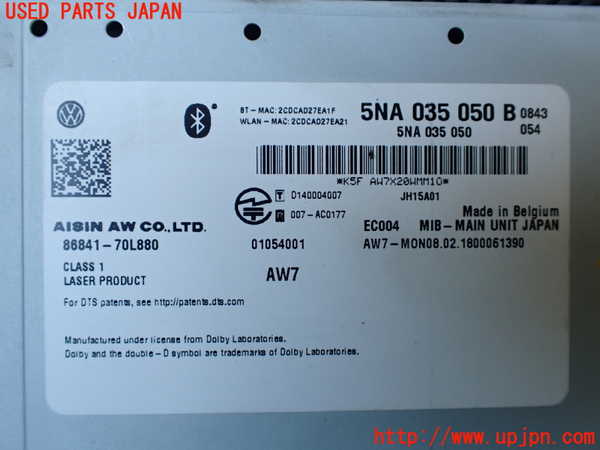 USED PARTS JAPAN
BT-MAC: 2CDCAD27EA1F
WLAN-MAC: 2CDCAD27EA21
5NA 035 050 B 0843
5NA 035 050 054
*K5F AW7X20WMM10*
T D140004007 JH15A01
R 007-AC0177
Made in Belgium
AISIN AW CO., LTD.
EC004 MIB-MAIN UNIT JAPAN
86841-70L880 01054001 AW7-MON08.02.1800061390
CLASS 1
LASER PRODUCT
AW7
For DTS patents, see http://patents.dts.com
Manufactured under license from Dolby Laboratories.
Dolby and the double-D symbol are trademarks of Dolby Laboratories.
http://www.upjpn.com/